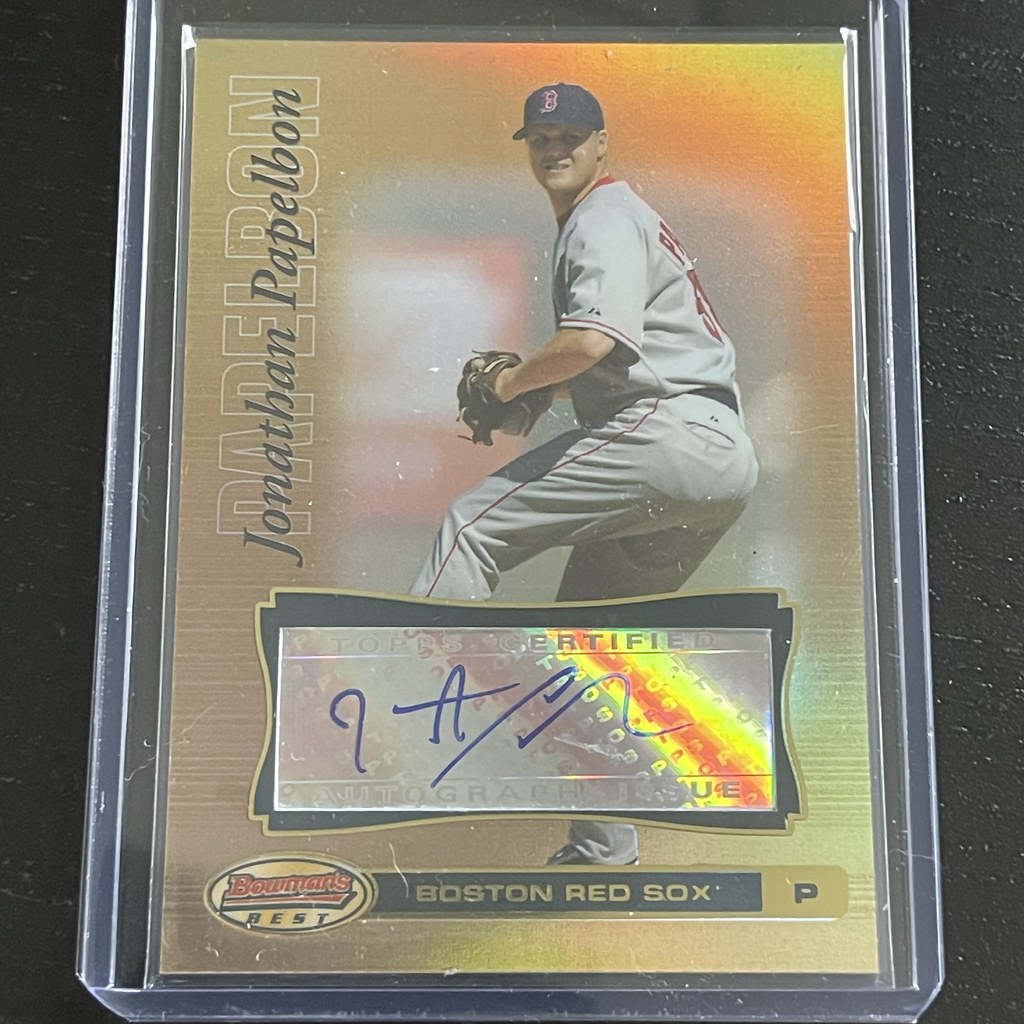 PAPELBON
Jonathan Papelbon
B
TOPPS CERTIFIED
AUTOGRAPH ISSUE
Bowman's
BEST
BOSTON RED SOX
P